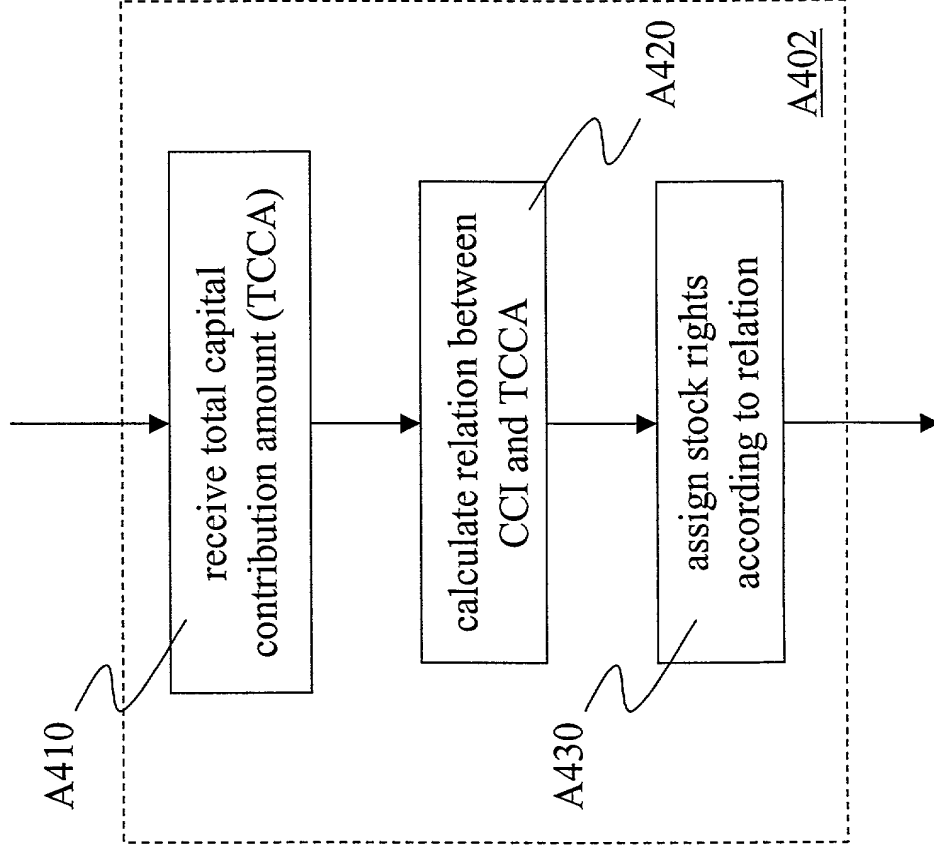 A410
receive total capital
contribution amount (TCCA)
calculate relation between
CCI and TCCA
A420
A430
assign stock rights
according to relation
A402